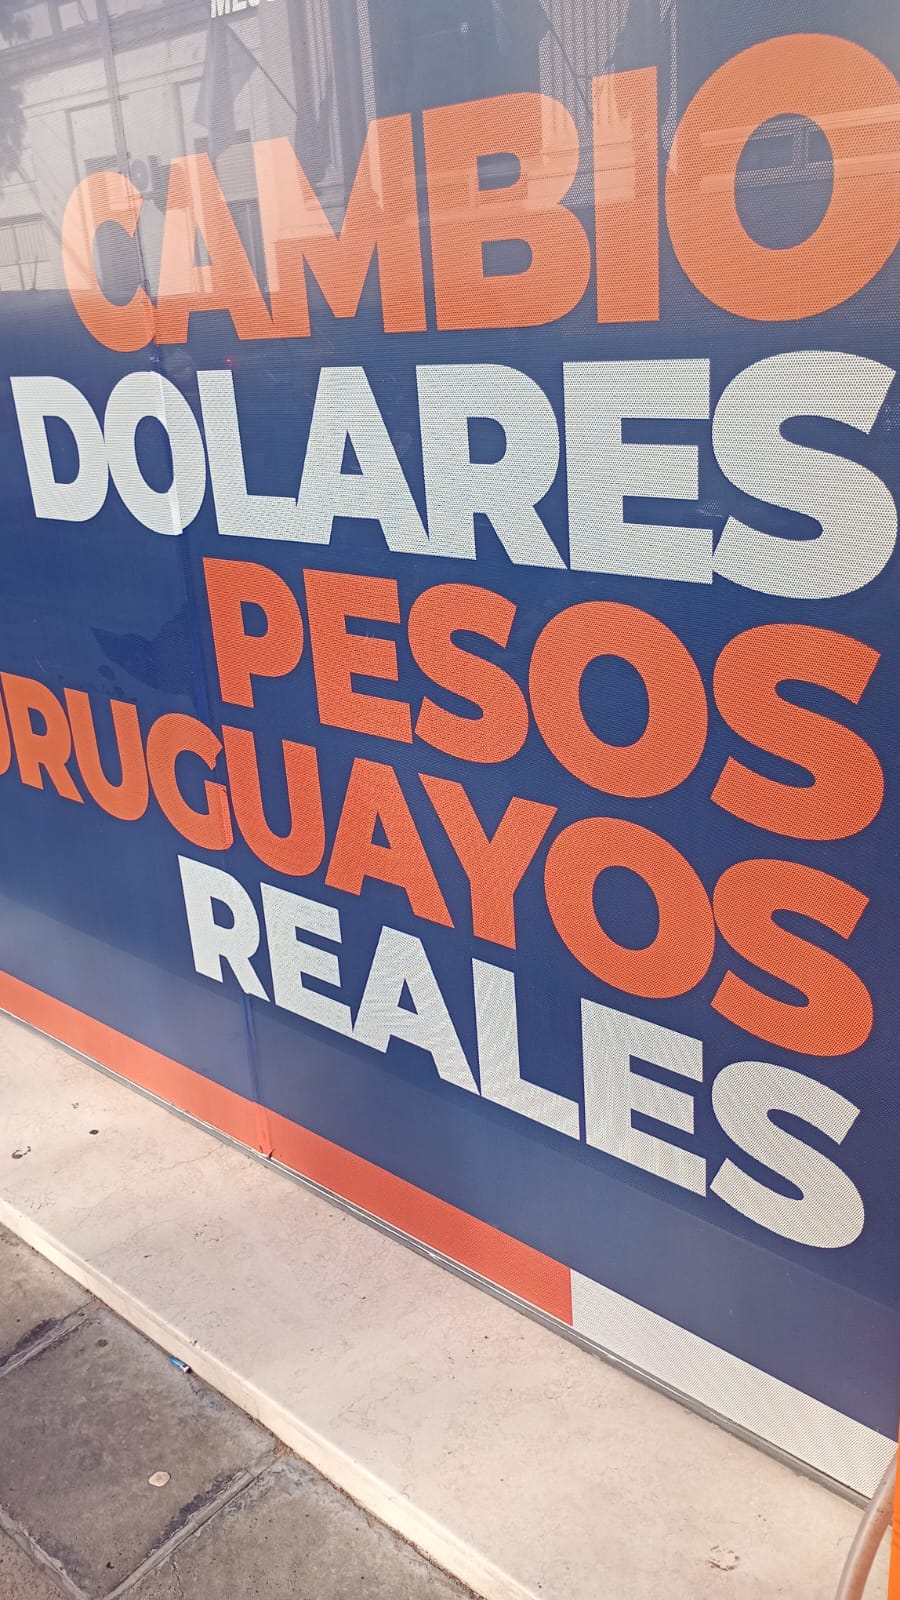 CAMBIO
DOLARES
PESOS
URUGUAYOS
REALES